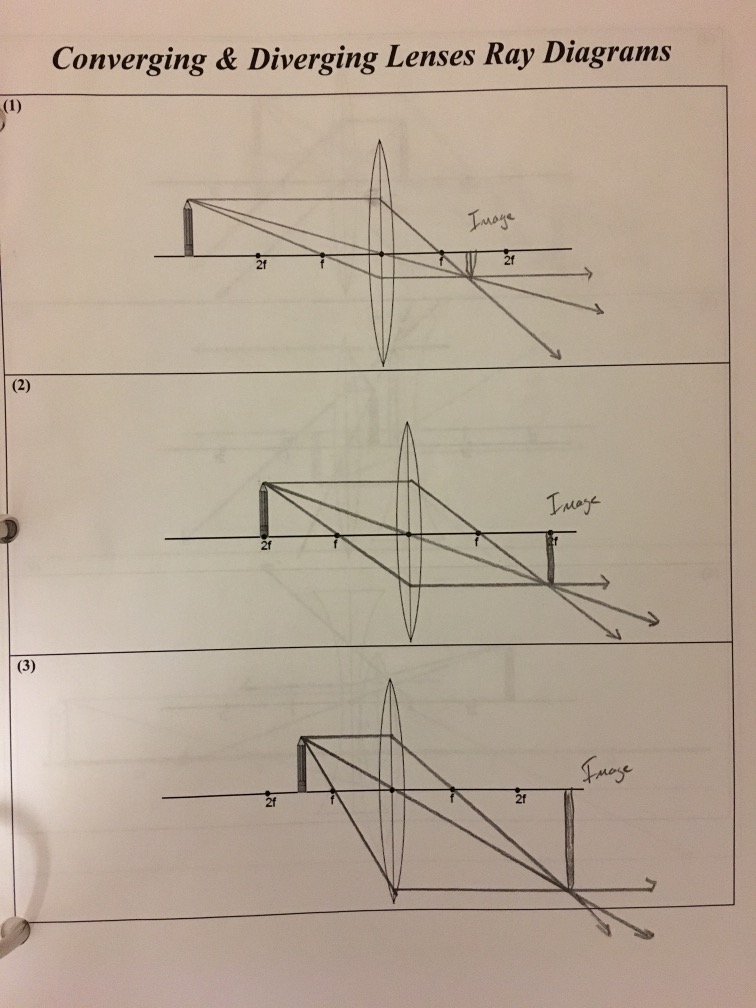 Converging & Diverging Lenses Ray Diagrams
(1)
Image
2f f f 2f
(2)
Image
2f f f 2f
(3)
Image
2f f f 2f